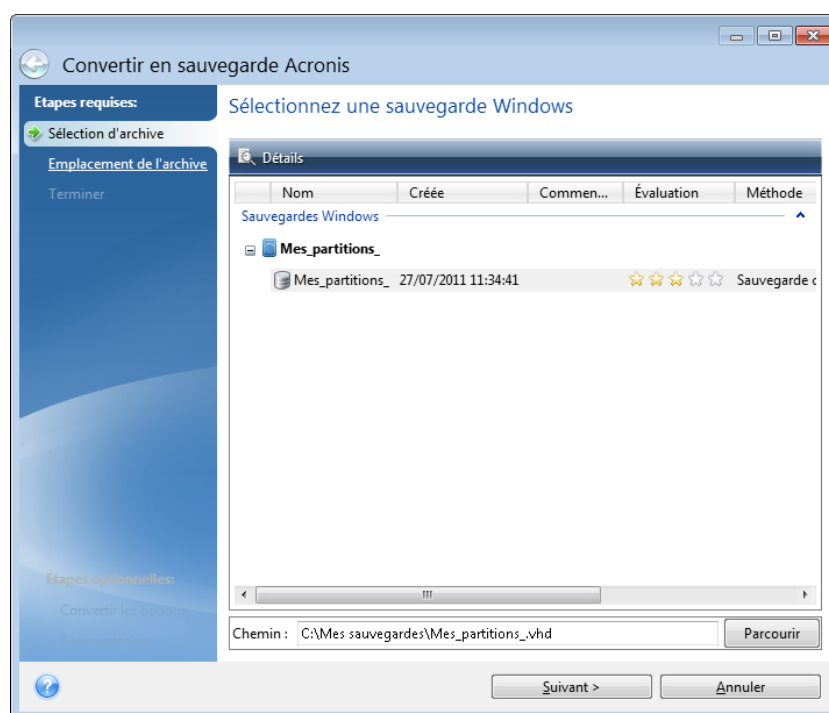 Convertir en sauvegarde Acronis
Etapes requises:
Sélection d'archive
Emplacement de l'archive
Terminer
Etapes optionnelles:
Convertir les
Sélectionnez une sauvegarde Windows
Détails
Nom Créée Commen... Évaluation Méthode
Sauvegardes Windows
Mes_partitions_
Mes_partitions_ 27/07/2011 11:34:41 Sauvegarde
Chemin : C:\Mes sauvegardes\Mes_partitions_.vhd Parcourir
Suivant > Annuler